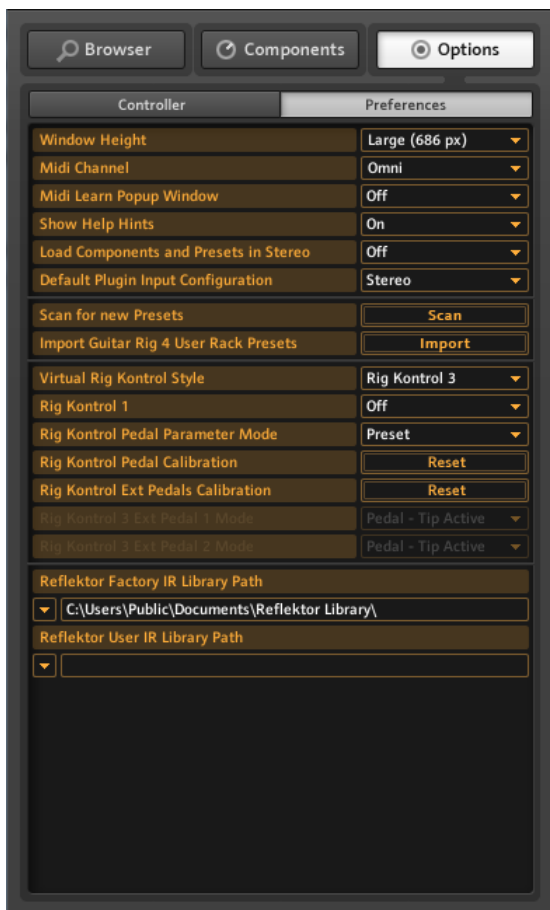 Browser Components Options
Controller Preferences
Window Height Large (686 px)
Midi Channel Omni
Midi Learn Popup Window Off
Show Help Hints On
Load Components and Presets in Stereo Off
Default Plugin Input Configuration Stereo
Scan for new Presets Scan
Import Guitar Rig 4 User Rack Presets Import
Virtual Rig Kontrol Style Rig Kontrol 3
Rig Kontrol 1 Off
Rig Kontrol Pedal Parameter Mode Preset
Rig Kontrol Pedal Calibration Reset
Rig Kontrol Ext Pedals Calibration Reset
Rig Kontrol 3 Ext Pedal 1 Mode Pedal - Tip Active
Rig Kontrol 3 Ext Pedal 2 Mode Pedal - Tip Active
Reflektor Factory IR Library Path
C:\Users\Public\Documents\Reflektor Library\
Reflektor User IR Library Path